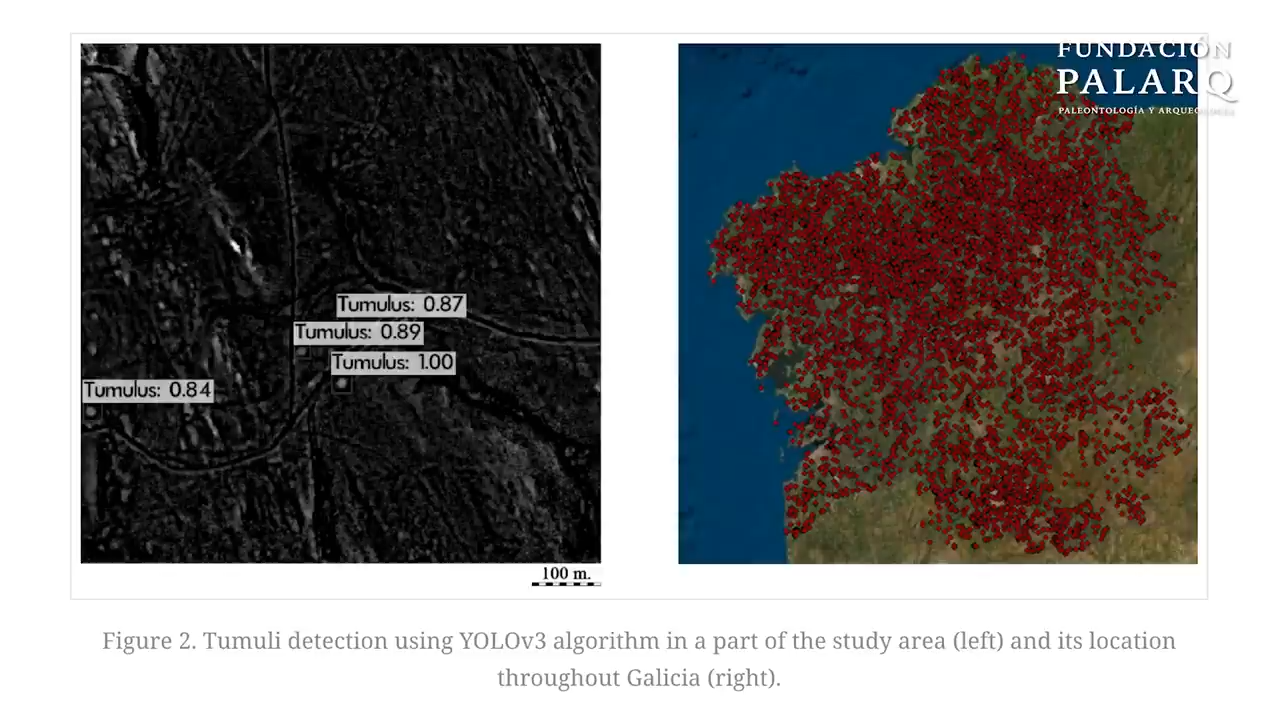 FUNDACIÓN
PALARQ
PALEONTOLOGÍA Y ARQUEOLOGÍA
Tumulus: 0.87
Tumulus: 0.89
Tumulus: 1.00
Tumulus: 0.84
100 m.
Figure 2. Tumuli detection using YOLOv3 algorithm in a part of the study area (left) and its location
throughout Galicia (right).